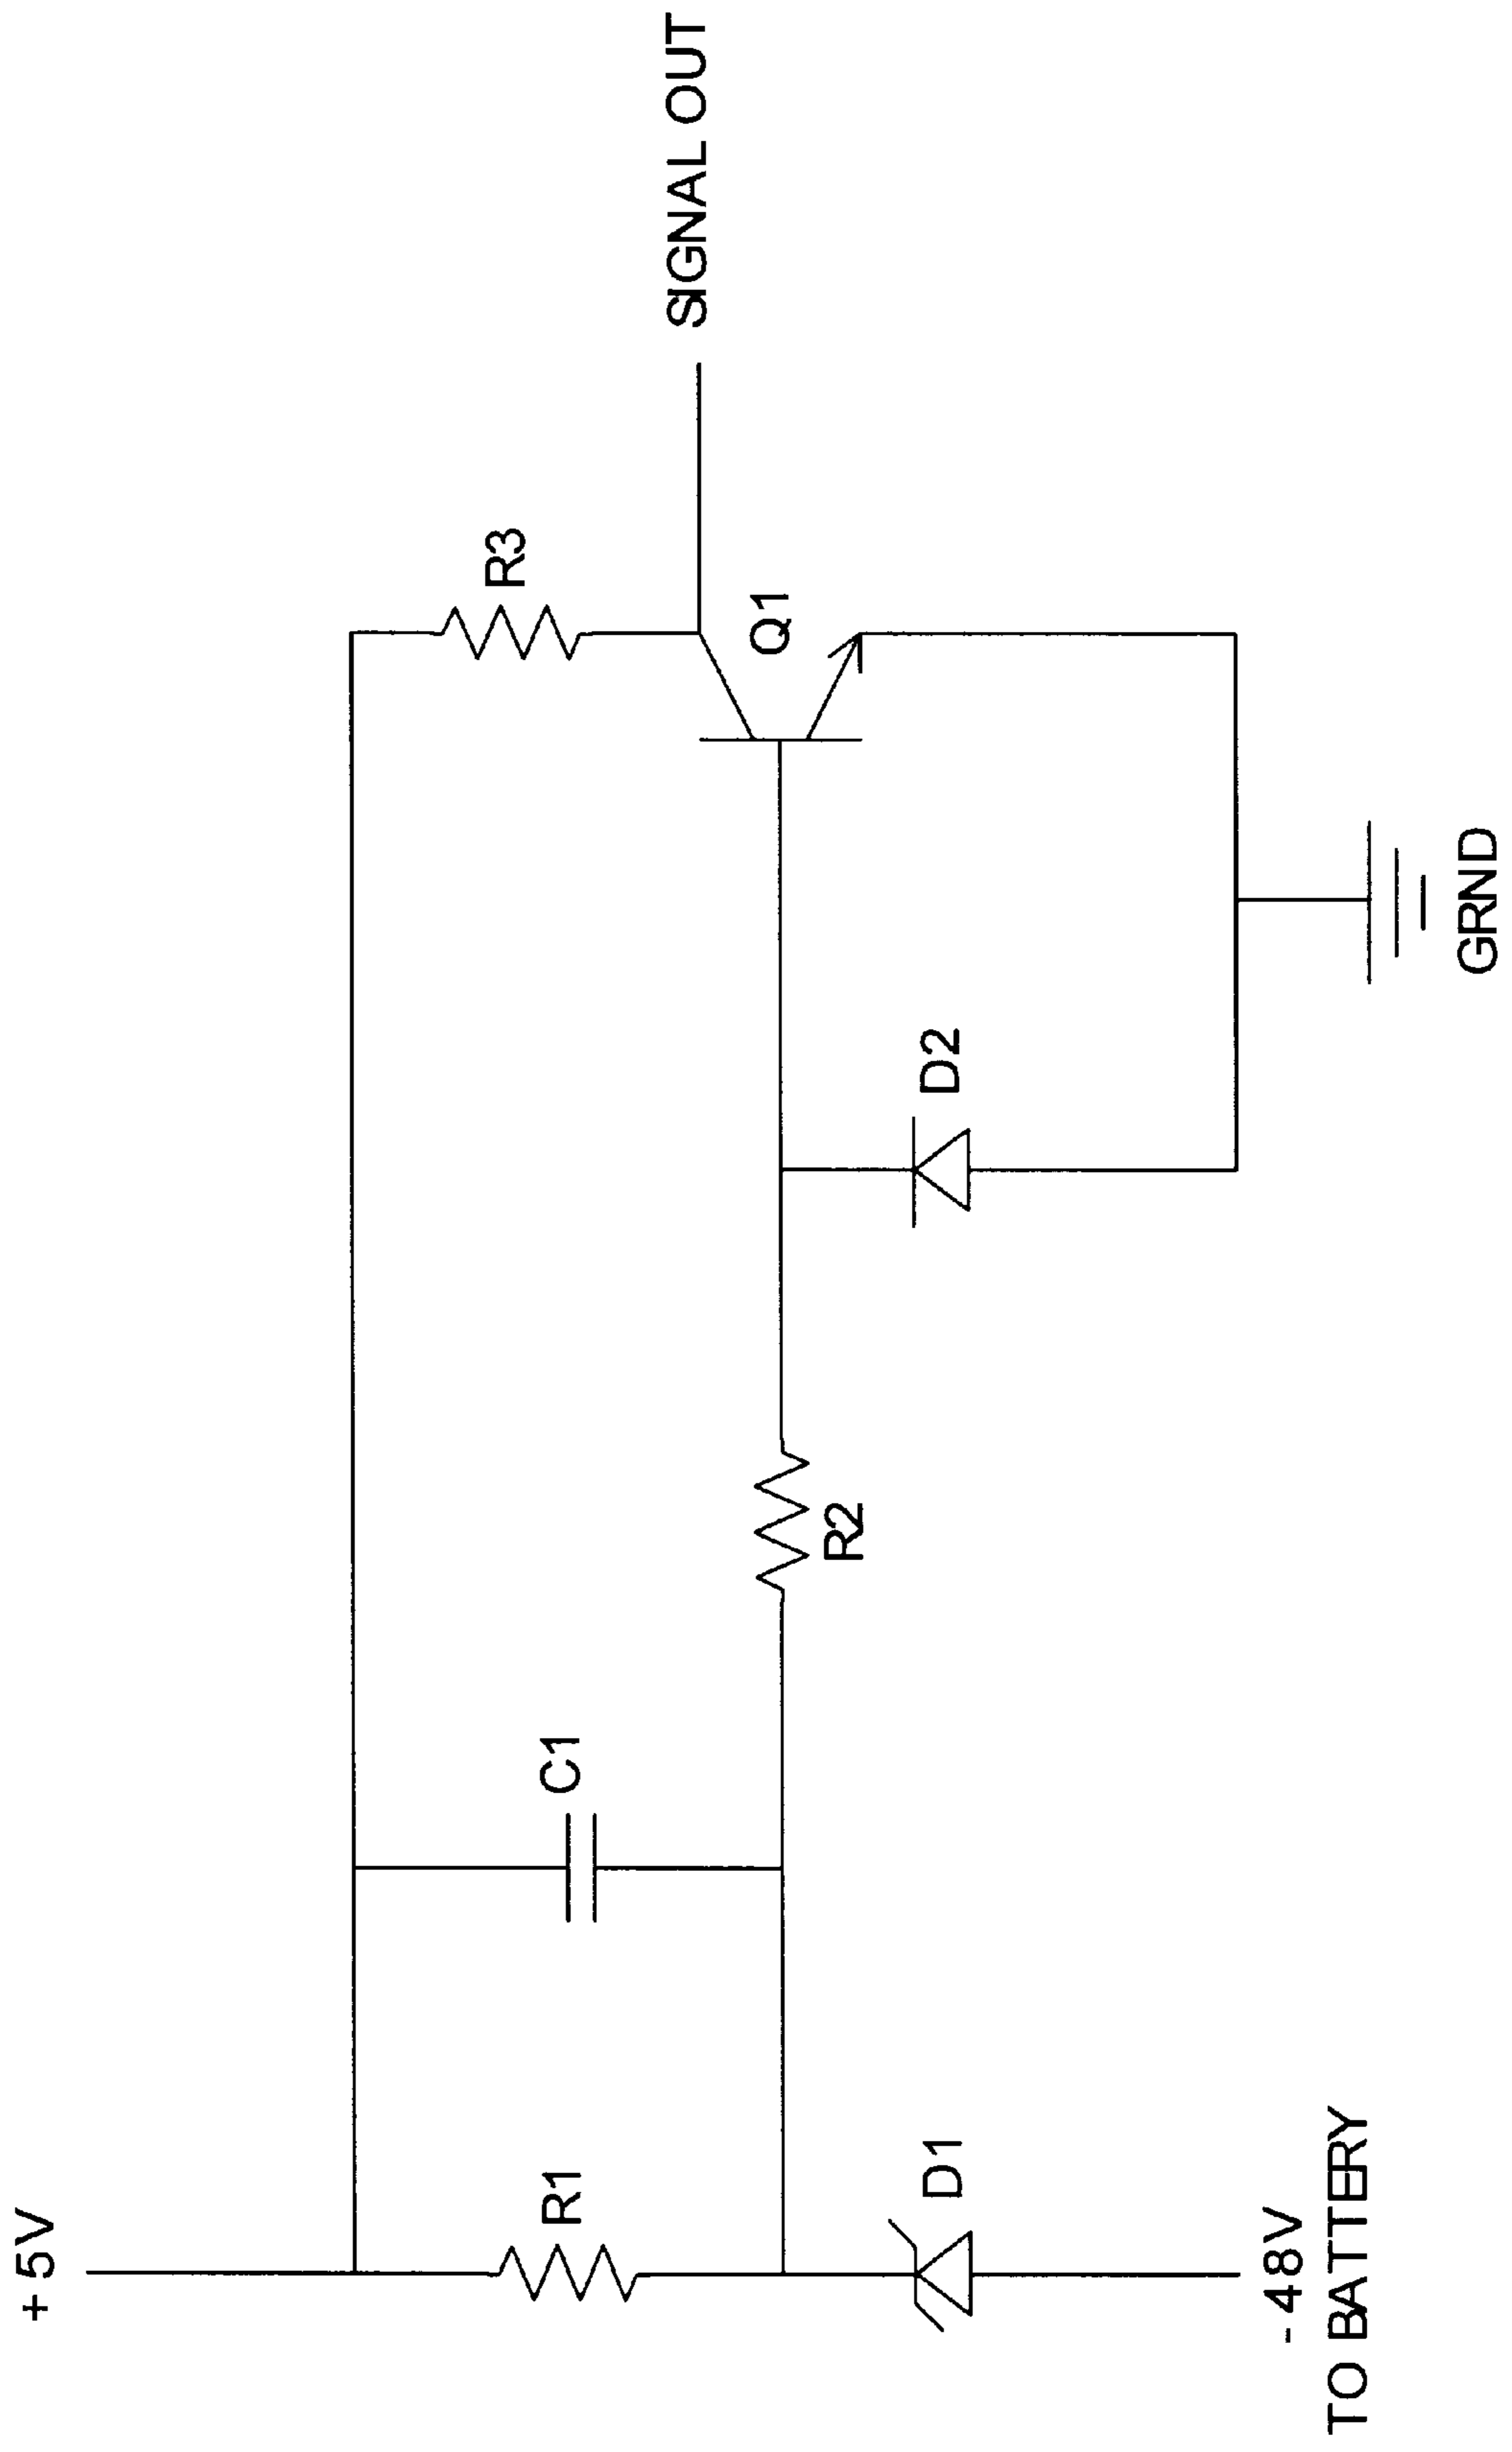 +5V
R1
C1
R3
SIGNAL OUT
Q1
R2
D1
D2
-48V
TO BATTERY
GRND